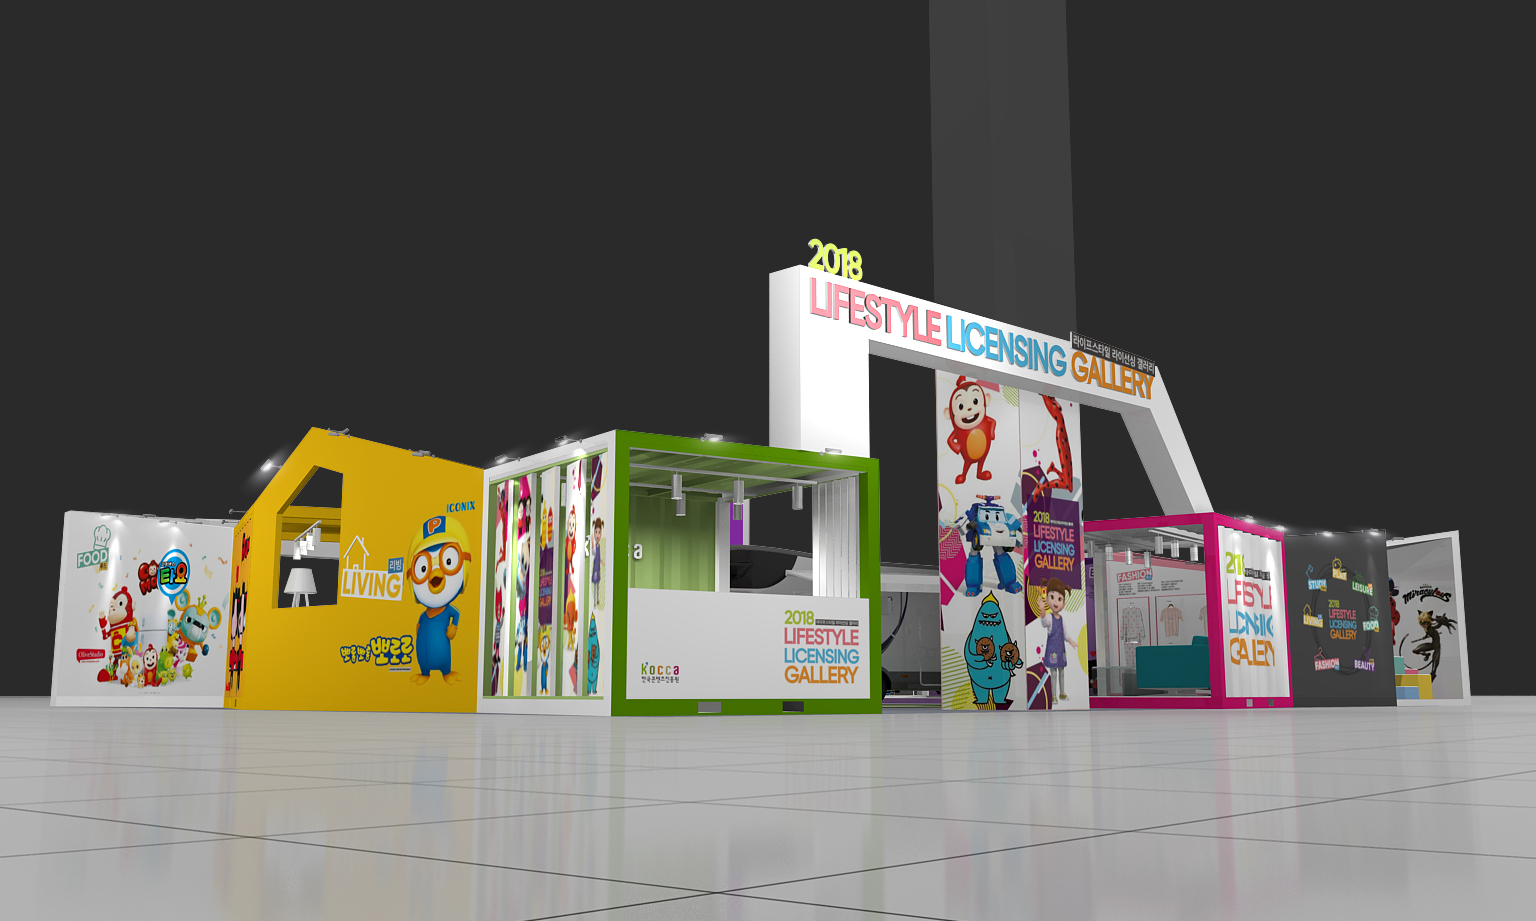 2018
LIFESTYLE LICENSING GALLERY
라이프스타일 라이선싱 갤러리
FOOD
타요
OliveStudio
ICONIX
LIVING
리빙
뽀롱뽀롱 뽀로로
2018
LIFESTYLE
LICENSING
GALLERY
kocca
한국콘텐츠진흥원
2018
LIFESTYLE
LICENSING
GALLERY
FASHION
STUDY
LEISURE
LIVING
FOOD
FASHION
BEAUTY
2018
LIFESTYLE
LICENSING
GALLERY
Miraculous